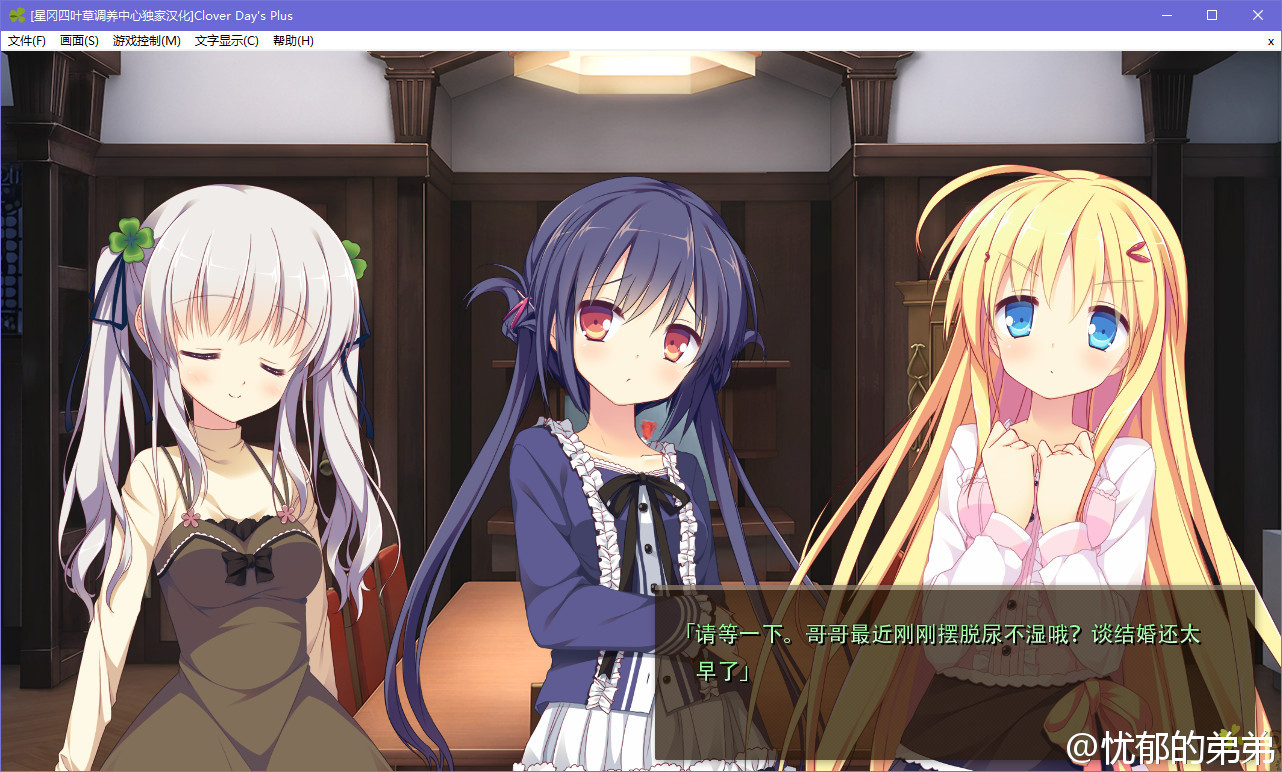 [星冈四叶草调养中心独家汉化]Clover Day's Plus
文件(F) 画面(S) 游戏控制(M) 文字显示(C) 帮助(H) x
「请等一下。哥哥最近刚刚摆脱尿不湿哦？谈结婚还太
早了」
@忧郁的弟弟